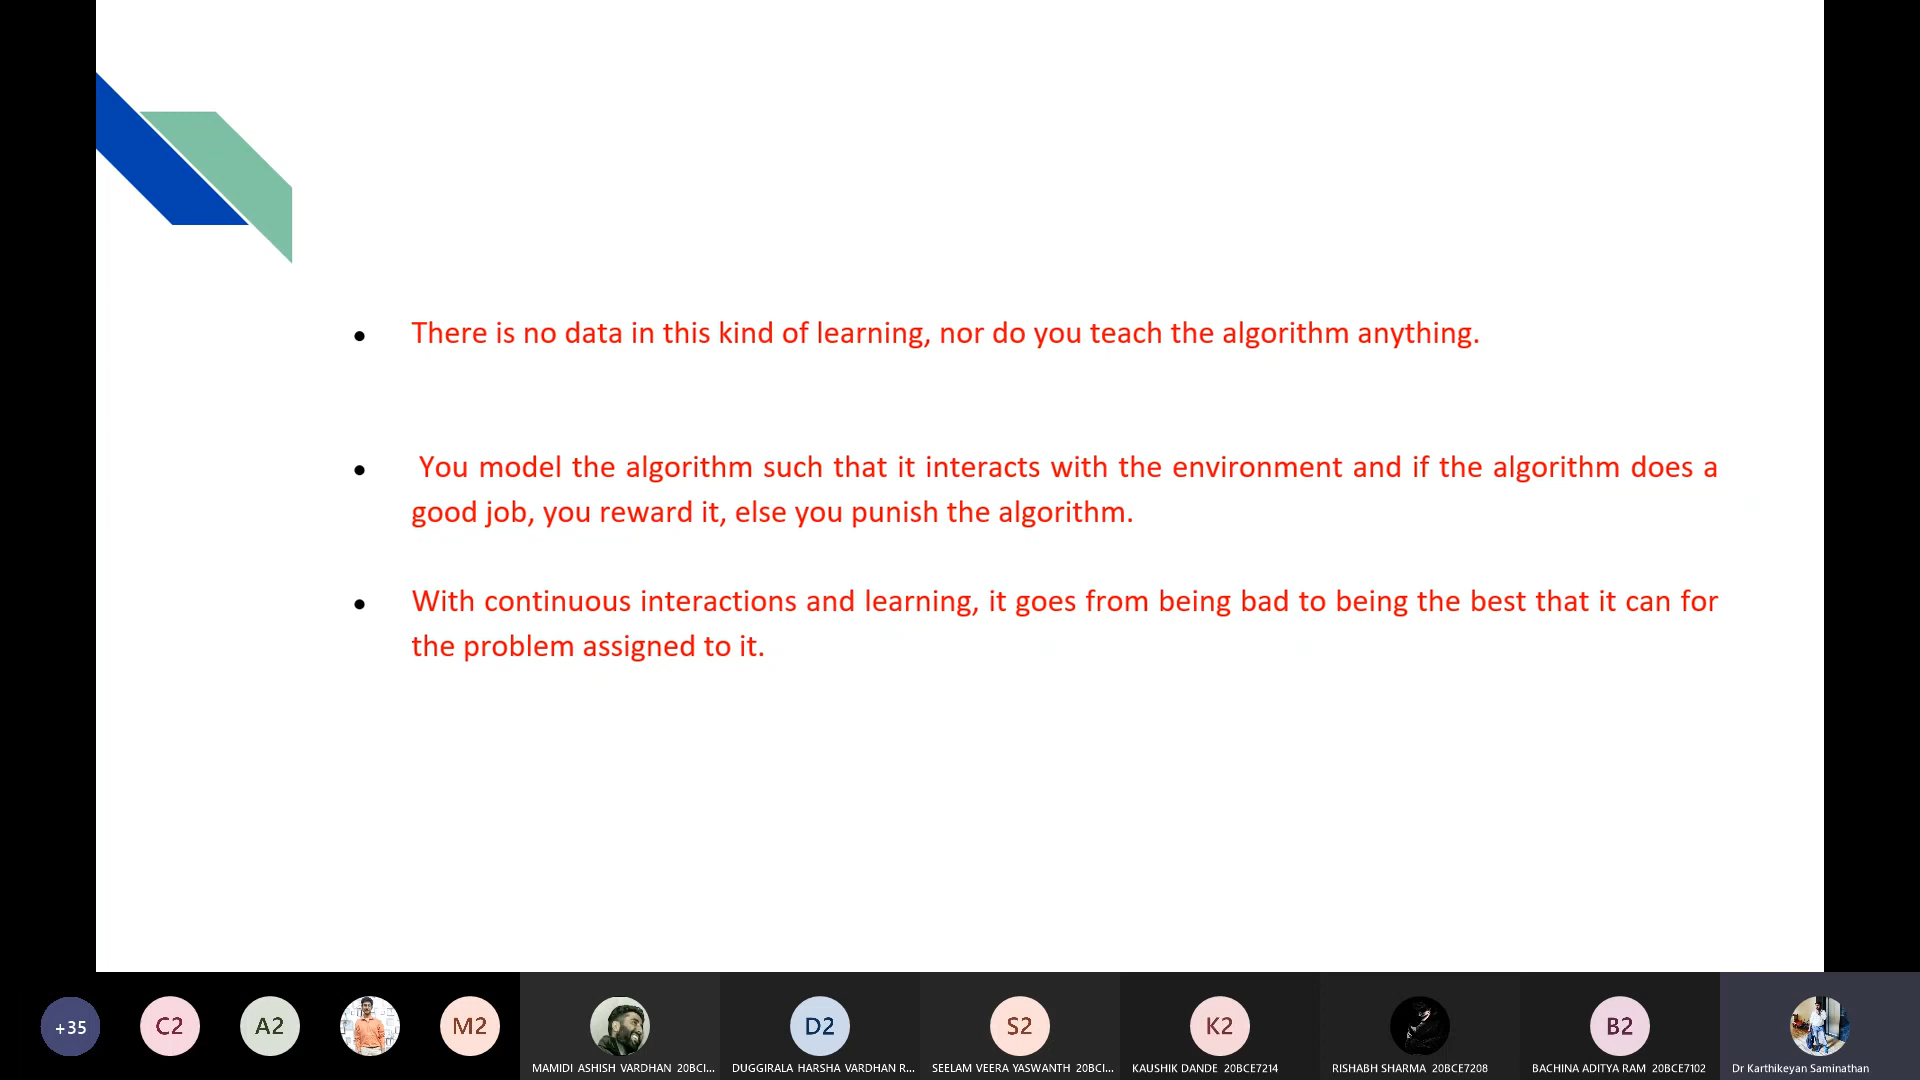 There is no data in this kind of learning, nor do you teach the algorithm anything.
You model the algorithm such that it interacts with the environment and if the algorithm does a
good job, you reward it, else you punish the algorithm.
With continuous interactions and learning, it goes from being bad to being the best that it can for
the problem assigned to it.
+35
C2
A2
M2
D2
S2
K2
B2
MAMIDI ASHISH VARDHAN 20BCI...
DUGGIRALA HARSHA VARDHAN R...
SEELAM VEERA YASWANTH 20BCI...
KAUSHIK DANDE 20BCE7214
RISHABH SHARMA 20BCE7208
BACHINA ADITYA RAM 20BCE7102
Dr Karthikeyan Saminathan